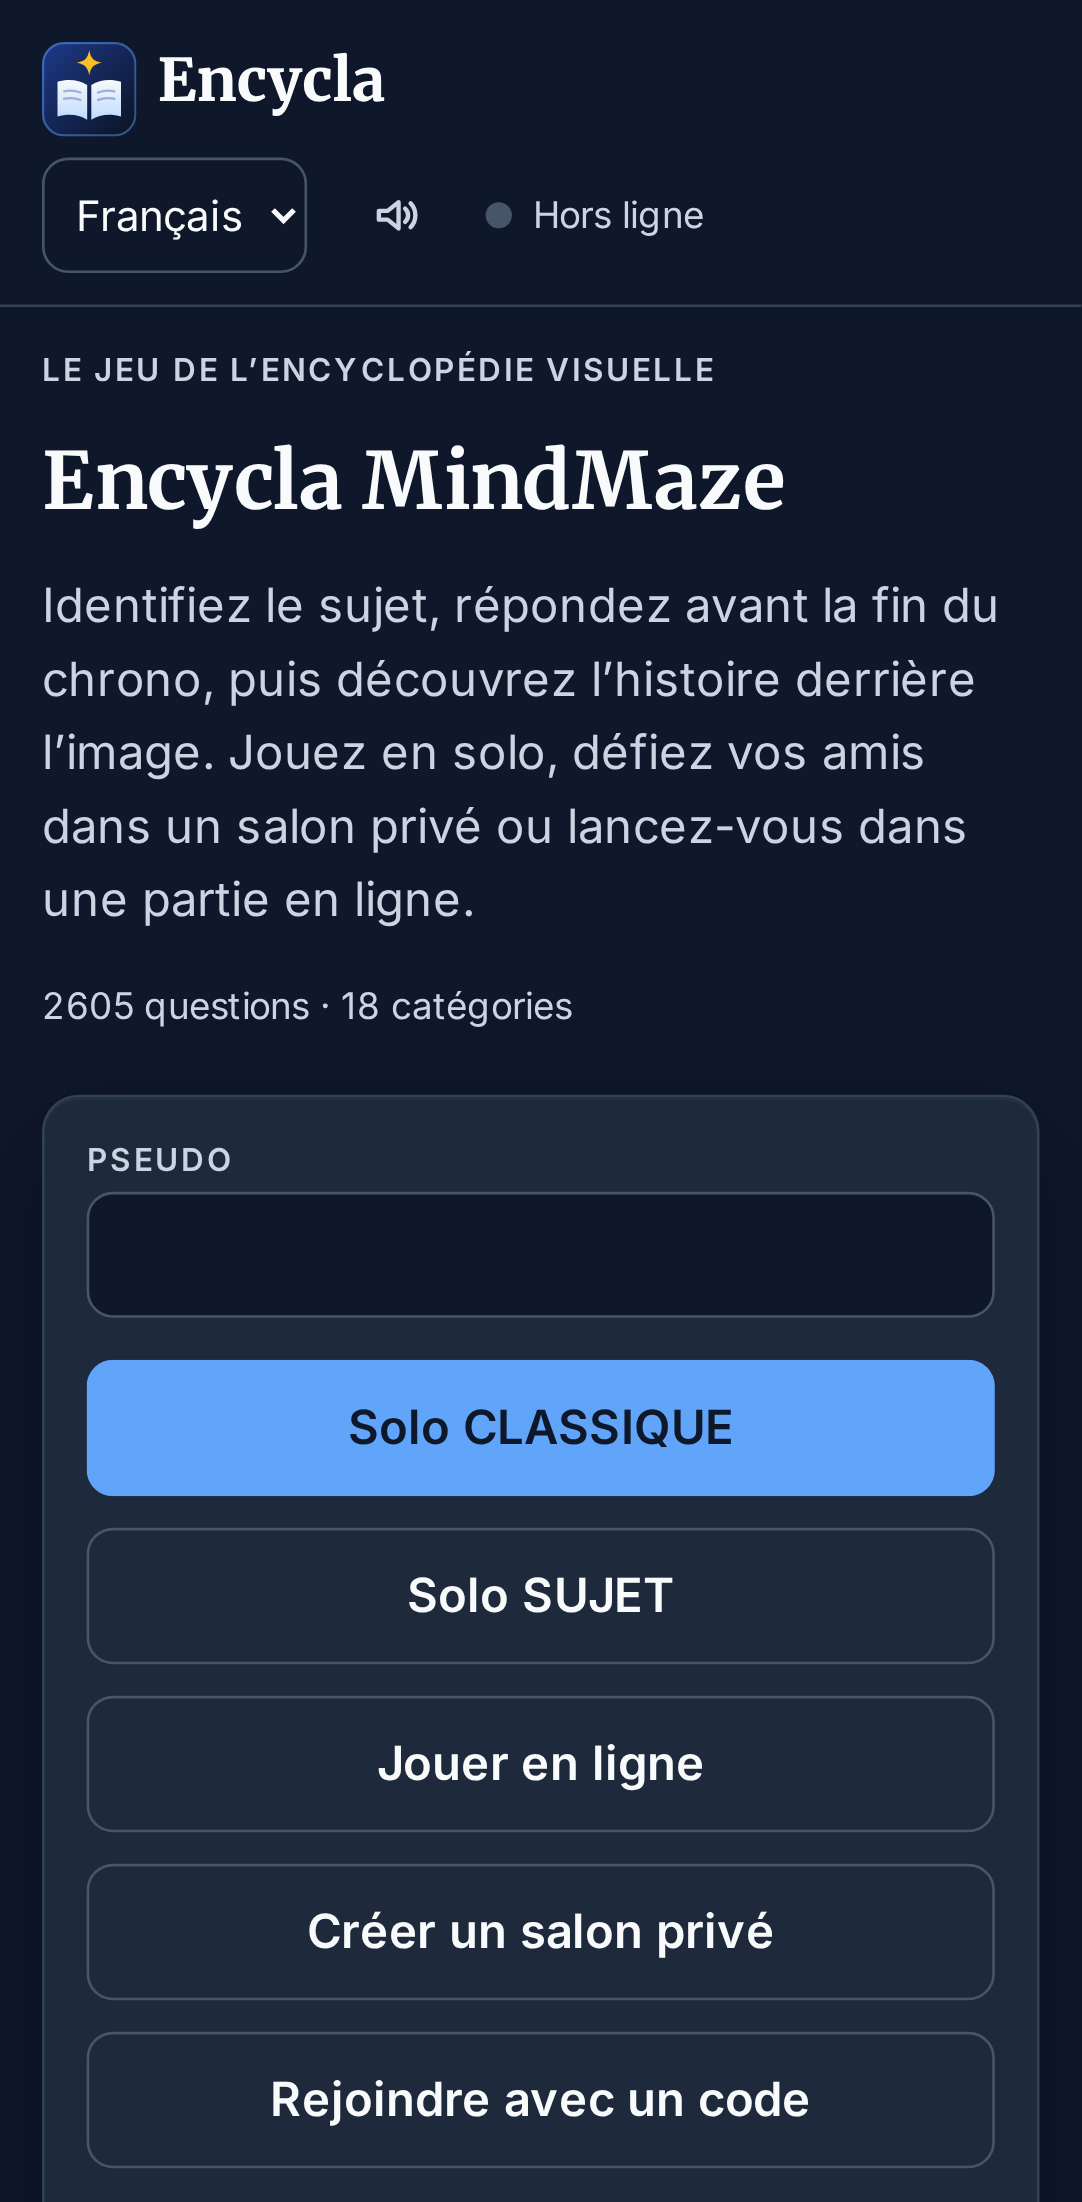 Encycla
Français
Hors ligne
LE JEU DE L’ENCYCLOPÉDIE VISUELLE
Encycla MindMaze
Identifiez le sujet, répondez avant la fin du
chrono, puis découvrez l’histoire derrière
l’image. Jouez en solo, défiez vos amis
dans un salon privé ou lancez-vous dans
une partie en ligne.
2605 questions · 18 catégories
PSEUDO
Solo CLASSIQUE
Solo SUJET
Jouer en ligne
Créer un salon privé
Rejoindre avec un code